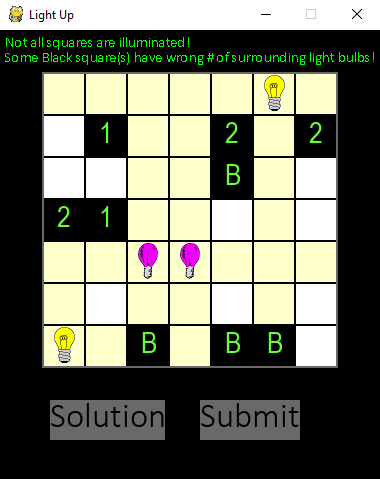 Light Up
Not all squares are illuminated!
Some Black square(s) have wrong # of surrounding light bulbs!
1 2 2
B
2 1
B B B
Solution Submit